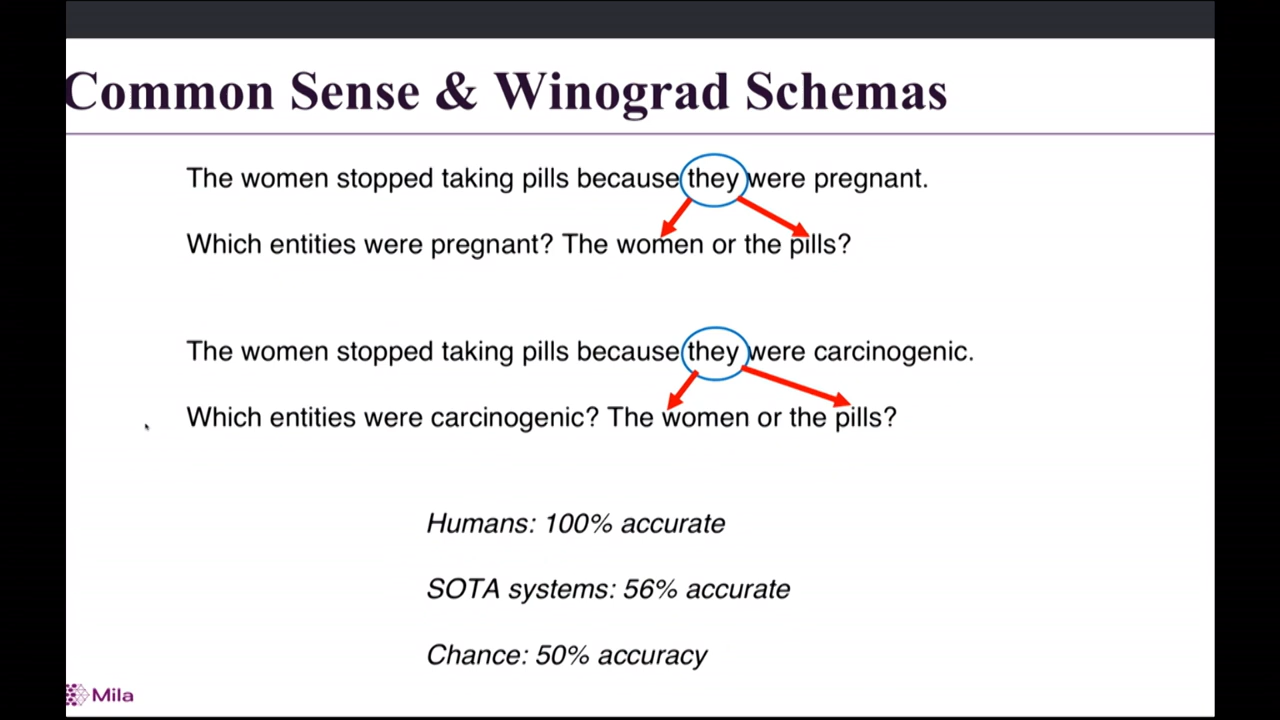 Common Sense & Winograd Schemas
The women stopped taking pills because they were pregnant.
Which entities were pregnant? The women or the pills?
The women stopped taking pills because they were carcinogenic.
Which entities were carcinogenic? The women or the pills?
Humans: 100% accurate
SOTA systems: 56% accurate
Chance: 50% accuracy
Mila